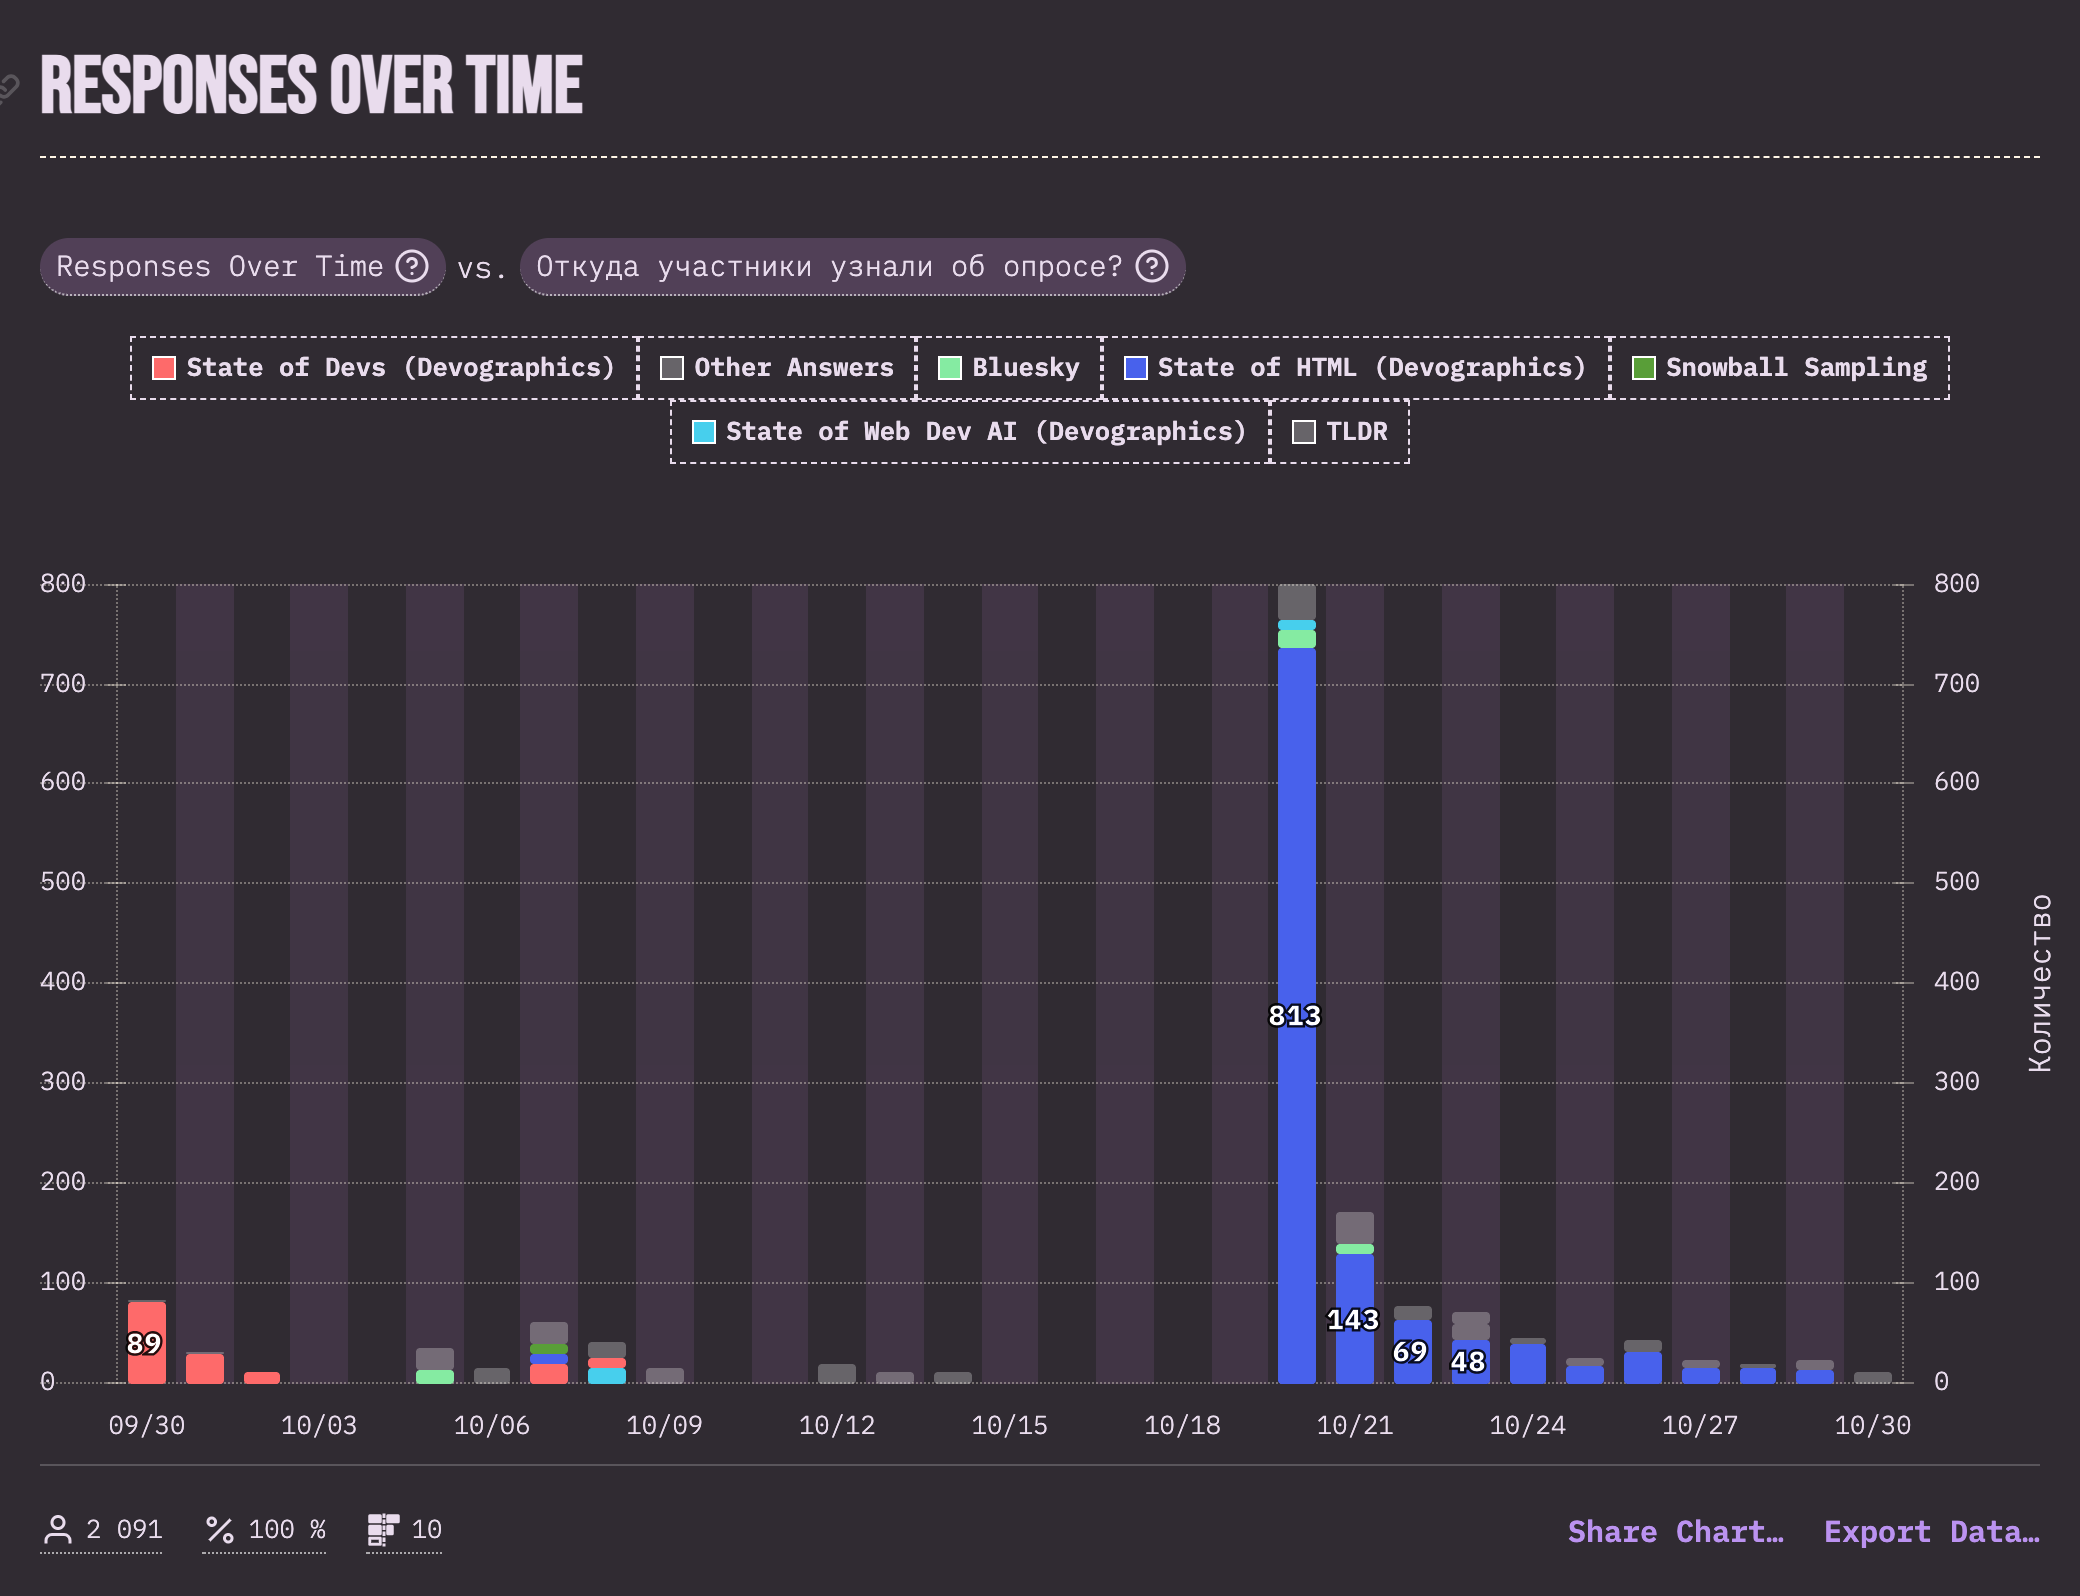 RESPONSES OVER TIME
Responses Over Time ? vs. Откуда участники узнали об опросе? ?
State of Devs (Devographics) Other Answers Bluesky State of HTML (Devographics) Snowball Sampling
State of Web Dev AI (Devographics) TLDR
800 800
700 700
600 600
500 500
400 400
300 300
200 200
100 100
0 0
Количество
813
143
89
69
48
09/30 10/03 10/06 10/09 10/12 10/15 10/18 10/21 10/24 10/27 10/30
2 091 100 % 10 Share Chart… Export Data…